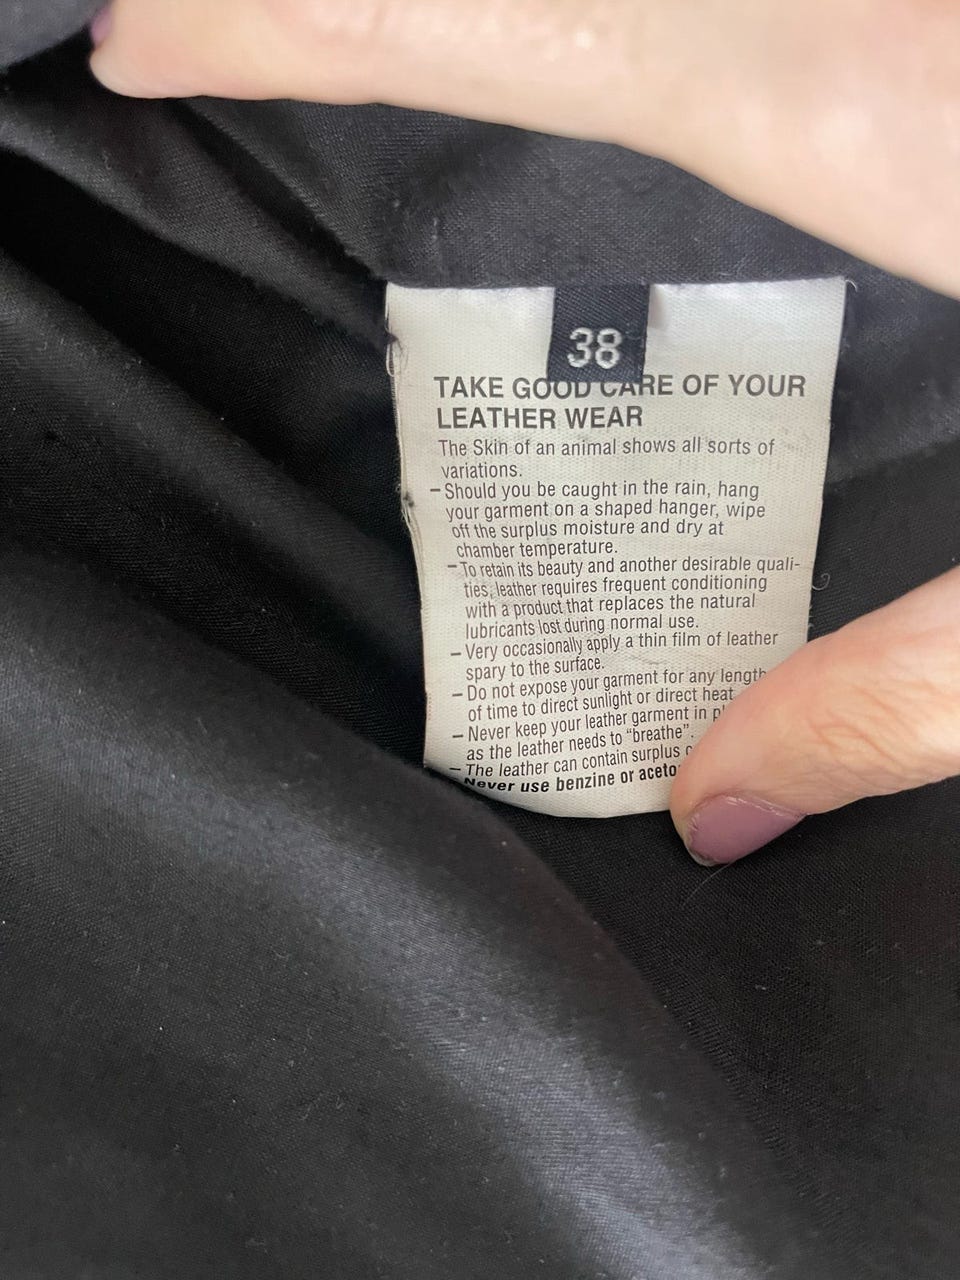 38
TAKE GOOD CARE OF YOUR
LEATHER WEAR
The Skin of an animal shows all sorts of
variations.
– Should you be caught in the rain, hang
your garment on a shaped hanger, wipe
off the surplus moisture and dry at
chamber temperature.
– To retain its beauty and another desirable quali-
ties, leather requires frequent conditioning
with a product that replaces the natural
lubricants lost during normal use.
– Very occasionally apply a thin film of leather
spary to the surface.
– Do not expose your garment for any length
of time to direct sunlight or direct heat
– Never keep your leather garment in
as the leather needs to "breathe".
– The leather can contain surplus
Never use benzine or